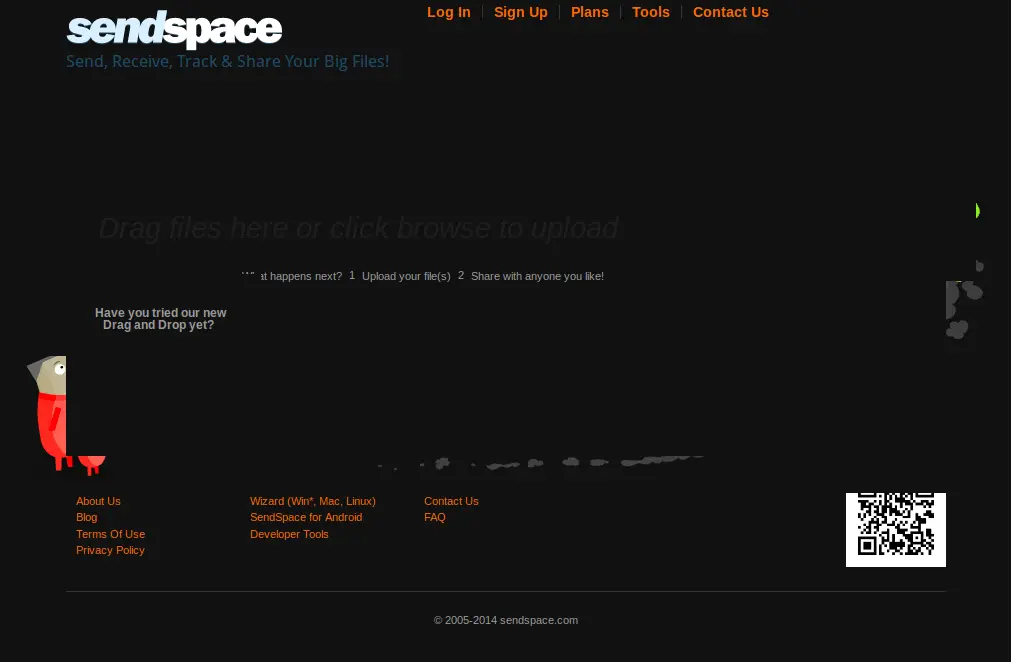 sendspace
Send, Receive, Track & Share Your Big Files!
Log In
Sign Up
Plans
Tools
Contact Us
Drag files here or click browse to upload
happens next? 1 Upload your file(s) 2 Share with anyone you like!
Have you tried our new
Drag and Drop yet?
About Us
Blog
Terms Of Use
Privacy Policy
Wizard (Win*, Mac, Linux)
SendSpace for Android
Developer Tools
Contact Us
FAQ
© 2005-2014 sendspace.com